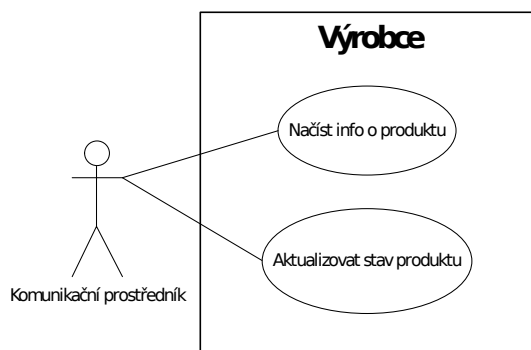 Výrobce
Načíst info o produktu
Aktualizovat stav produktu
Komunikační prostředník